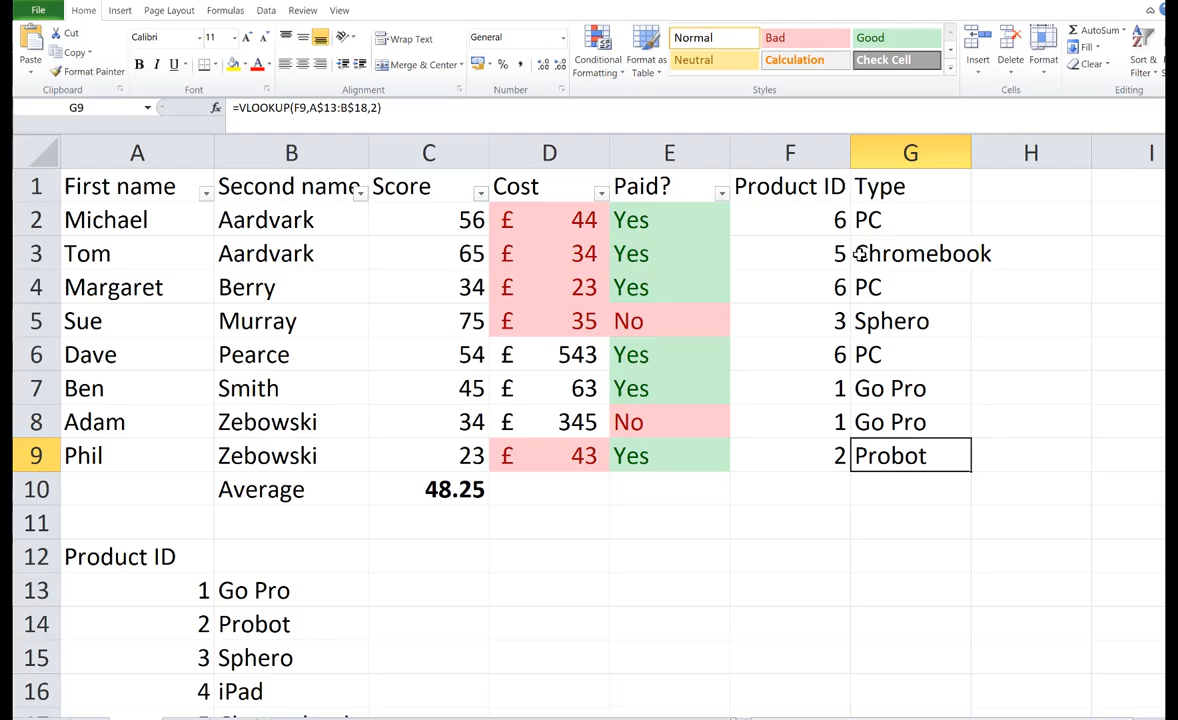 File Home Insert Page Layout Formulas Data Review View
Cut Calibri 11 A A Wrap Text General Normal Bad Good AutoSum
Copy Fill
Paste Format Painter B I U Merge & Center % , Conditional Formatting Format as Table Neutral Calculation Check Cell Insert Delete Format Clear Sort & Filter
Clipboard Font Alignment Number Styles Cells Editing
G9 fx =VLOOKUP(F9,A$13:B$18,2)
A B C D E F G H I
1 First name Second name Score Cost Paid? Product ID Type
2 Michael Aardvark 56 £ 44 Yes 6 PC
3 Tom Aardvark 65 £ 34 Yes 5 Chromebook
4 Margaret Berry 34 £ 23 Yes 6 PC
5 Sue Murray 75 £ 35 No 3 Sphero
6 Dave Pearce 54 £ 543 Yes 6 PC
7 Ben Smith 45 £ 63 Yes 1 Go Pro
8 Adam Zebowski 34 £ 345 No 1 Go Pro
9 Phil Zebowski 23 £ 43 Yes 2 Probot
10 Average 48.25
11
12 Product ID
13 1 Go Pro
14 2 Probot
15 3 Sphero
16 4 iPad